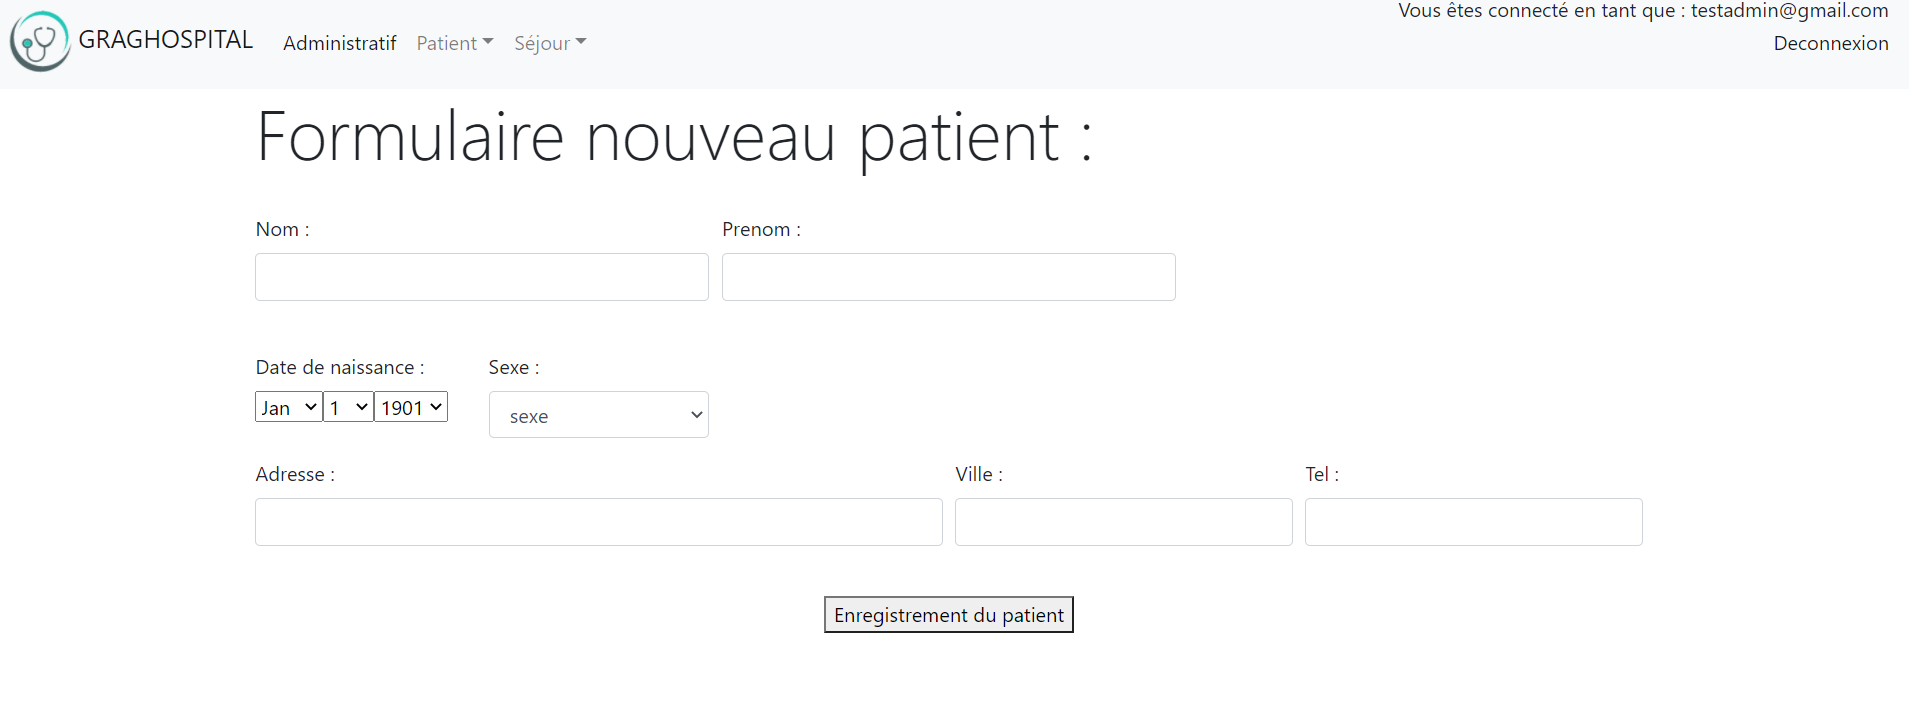 Vous êtes connecté en tant que : testadmin@gmail.com
GRAGHOSPITAL Administratif Patient Séjour Deconnexion
Formulaire nouveau patient :
Nom : Prenom :
Date de naissance : Sexe :
Jan 1 1901 sexe
Adresse : Ville : Tel :
Enregistrement du patient